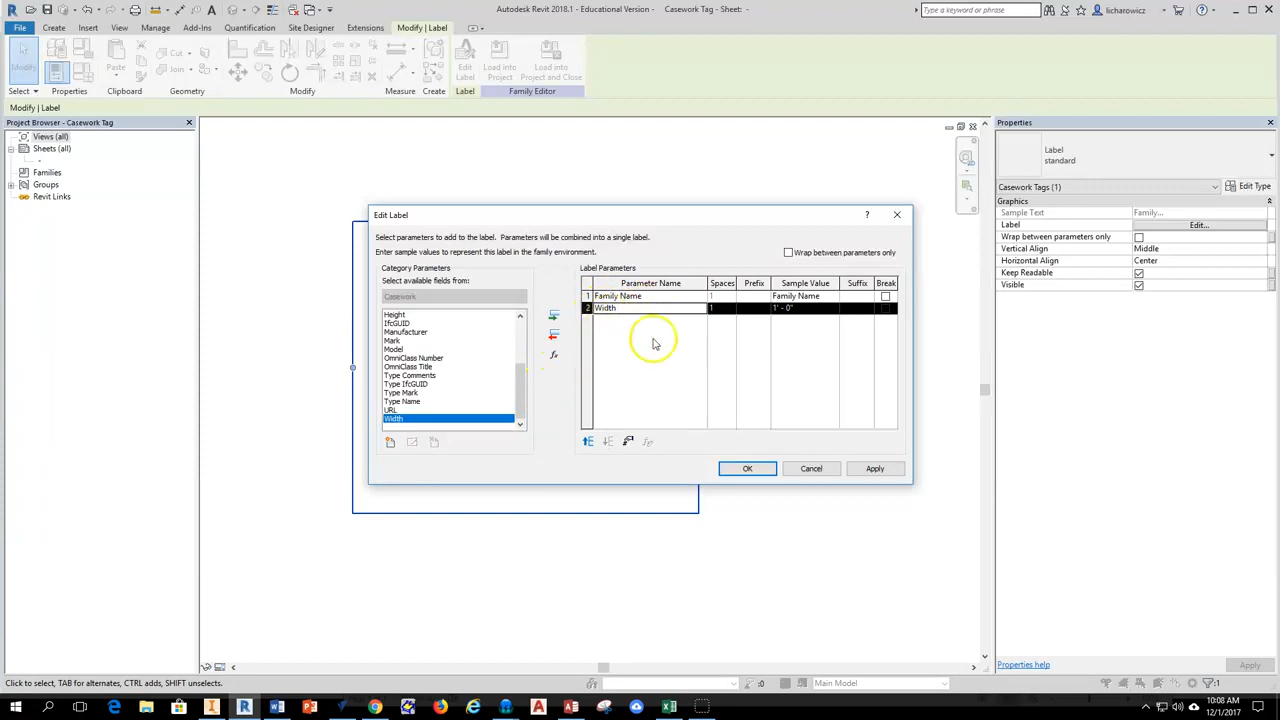 Autodesk Revit 2018.1 - Educational Version - Casework Tag - Sheet: -
Type a keyword or phrase
licharowicz
File Create Insert View Manage Add-Ins Quantification Site Designer Extensions Modify | Label
Modify
Paste
Cut
Join
Edit Label
Load into Project
Load into Project and Close
Select Properties Clipboard Geometry Modify Measure Create Label Family Editor
Modify | Label
Project Browser - Casework Tag
Views (all)
Sheets (all)
-
Families
Groups
Revit Links
Edit Label
Select parameters to add to the label. Parameters will be combined into a single label.
Enter sample values to represent this label in the family environment.
Wrap between parameters only
Category Parameters
Select available fields from:
Casework
Height
IfcGUID
Manufacturer
Mark
Model
OmniClass Number
OmniClass Title
Type Comments
Type IfcGUID
Type Mark
Type Name
URL
Width
Label Parameters
Parameter Name Spaces Prefix Sample Value Suffix Break
1 Family Name 1 Family Name
2 Width 1 1' - 0"
OK Cancel Apply
Properties
Label
standard
Casework Tags (1)
Edit Type
Graphics
Sample Text Family...
Label Edit...
Wrap between parameters only
Vertical Align Middle
Horizontal Align Center
Keep Readable
Visible
Properties help
Apply
Click to select, TAB for alternates, CTRL adds, SHIFT unselects.
:0
Main Model
:1
10:08 AM
12/1/2017